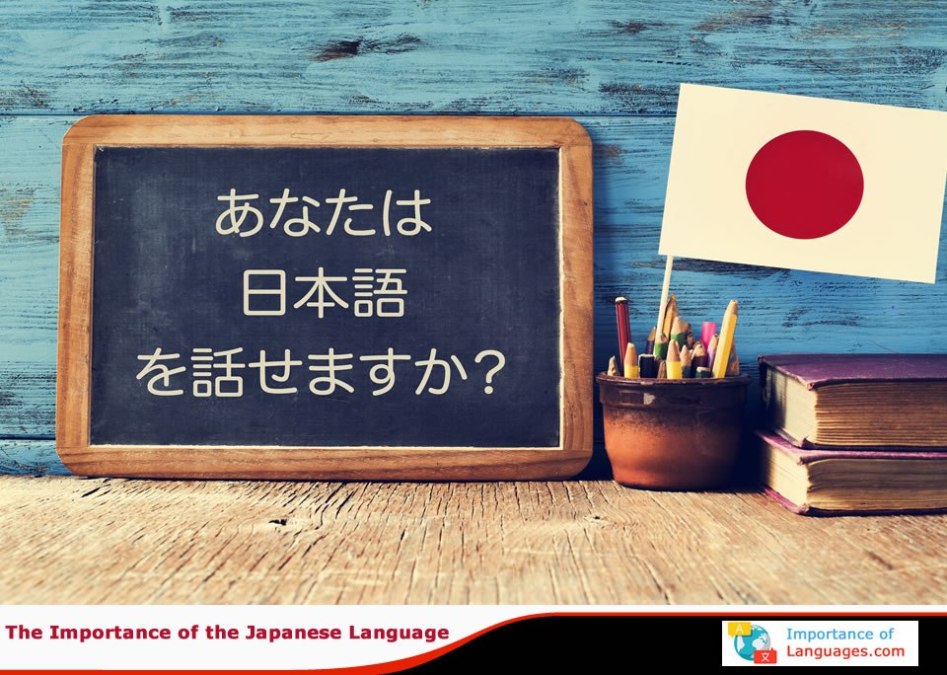 あなたは
日本語
を話せますか？
The Importance of the Japanese Language
Importance of
Languages.com